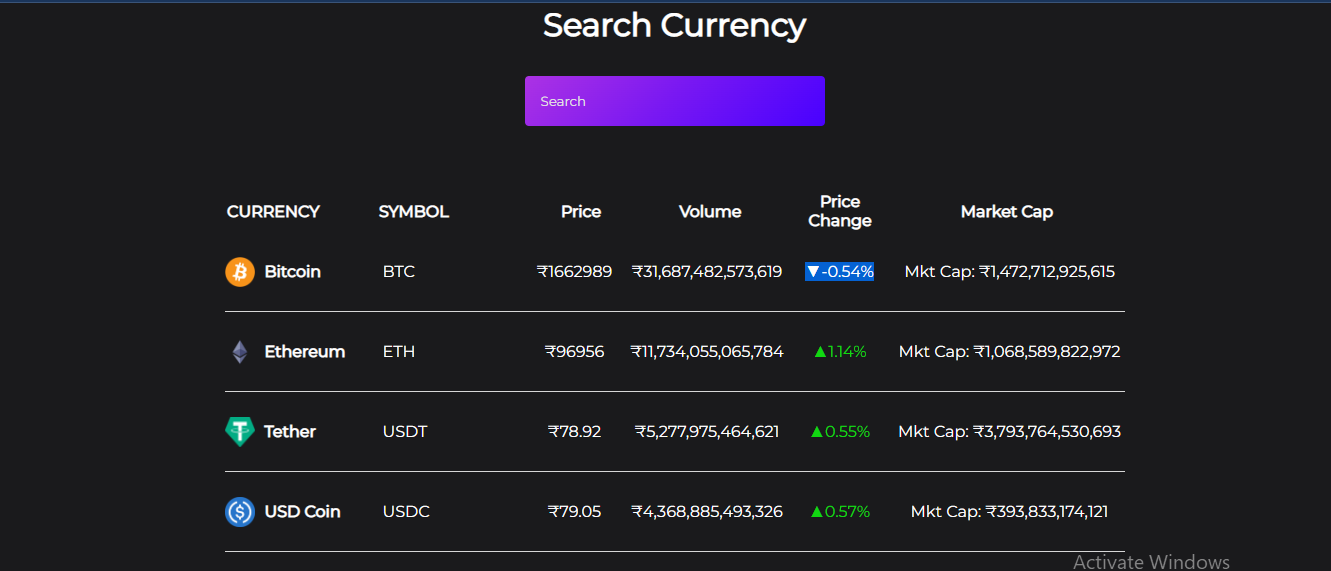 Search Currency
Search
CURRENCY SYMBOL Price Volume Price Change Market Cap
Bitcoin BTC ₹1662989 ₹31,687,482,573,619 ▼-0.54% Mkt Cap: ₹1,472,712,925,615
Ethereum ETH ₹96956 ₹11,734,055,065,784 ▲1.14% Mkt Cap: ₹1,068,589,822,972
Tether USDT ₹78.92 ₹5,277,975,464,621 ▲0.55% Mkt Cap: ₹3,793,764,530,693
USD Coin USDC ₹79.05 ₹4,368,885,493,326 ▲0.57% Mkt Cap: ₹393,833,174,121
Activate Windows